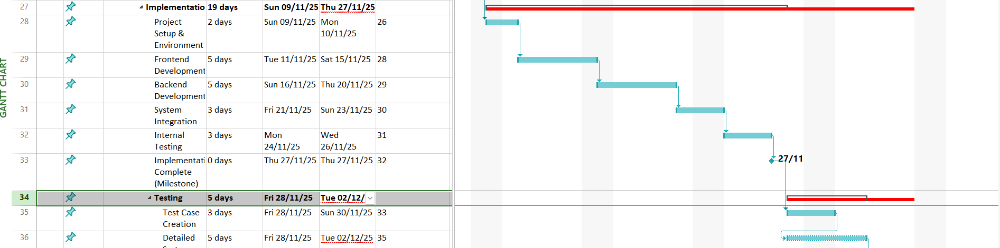 GANTT CHART
27 Implementatio 19 days Sun 09/11/25 Thu 27/11/25
28 Project 2 days Sun 09/11/25 Mon 26
Setup & 10/11/25
Environment
29 Frontend 5 days Tue 11/11/25 Sat 15/11/25 28
Development
30 Backend 5 days Sun 16/11/25 Thu 20/11/25 29
Development
31 System 3 days Fri 21/11/25 Sun 23/11/25 30
Integration
32 Internal 3 days Mon Wed 31
Testing 24/11/25 26/11/25
33 Implementati 0 days Thu 27/11/25 Thu 27/11/25 32 27/11
Complete
(Milestone)
34 Testing 5 days Fri 28/11/25 Tue 02/12/
35 Test Case 3 days Fri 28/11/25 Sun 30/11/25 33
Creation
36 Detailed 5 days Fri 28/11/25 Tue 02/12/25 35